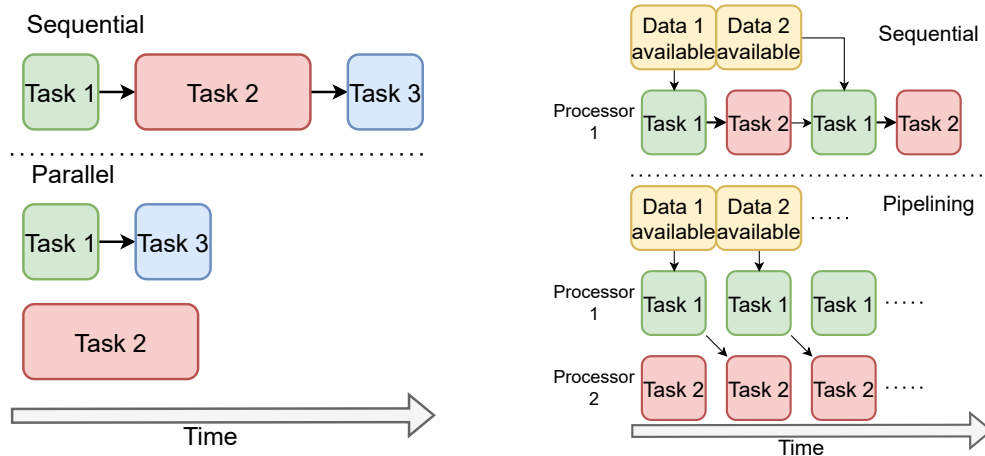 Sequential
Task 1
Task 2
Task 3
Parallel
Task 1
Task 3
Task 2
Time
Data 1
available
Data 2
available
Sequential
Processor
1
Task 1
Task 2
Task 1
Task 2
Data 1
available
Data 2
available
.....
Pipelining
Processor
1
Task 1
Task 1
Task 1
.....
Processor
2
Task 2
Task 2
Task 2
.....
Time